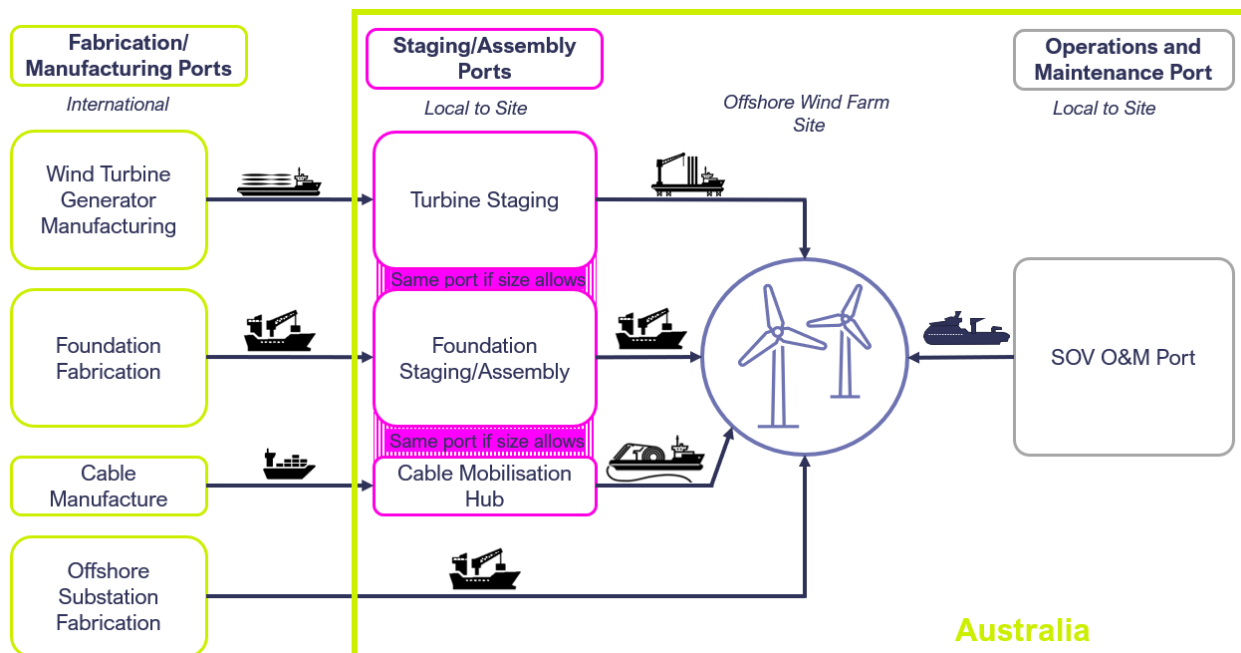 Fabrication/
Manufacturing Ports
International
Staging/Assembly
Ports
Local to Site
Offshore Wind Farm
Site
Operations and
Maintenance Port
Local to Site
Wind Turbine
Generator
Manufacturing
Turbine Staging
Same port if size allows
Foundation
Fabrication
Foundation
Staging/Assembly
SOV O&M Port
Same port if size allows
Cable
Manufacture
Cable Mobilisation
Hub
Offshore
Substation
Fabrication
Australia